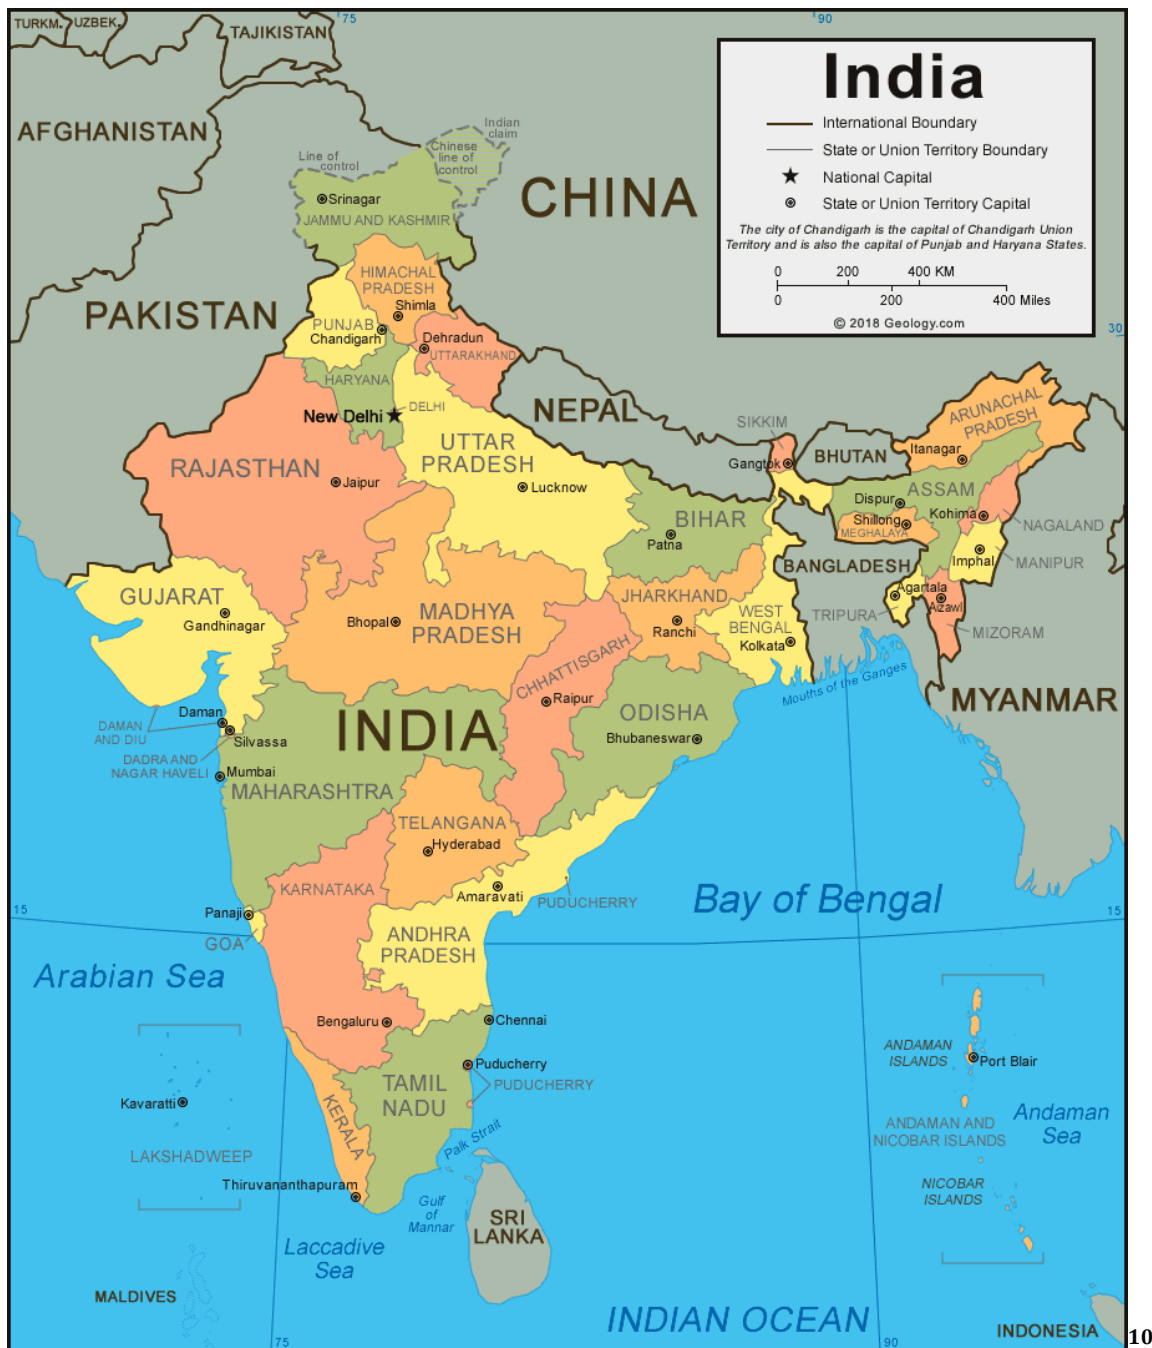 TURKM.
UZBEK.
TAJIKISTAN
75
90
India
International Boundary
State or Union Territory Boundary
National Capital
State or Union Territory Capital
The city of Chandigarh is the capital of Chandigarh Union
Territory and is also the capital of Punjab and Haryana States.
0 200 400 KM
0 200 400 Miles
© 2018 Geology.com
AFGHANISTAN
Indian
claim
Chinese
line of
control
Line of
control
Srinagar
JAMMU AND KASHMIR
CHINA
HIMACHAL
PRADESH
Shimla
PAKISTAN
PUNJAB
Chandigarh
Dehradun
UTTARAKHAND
30
HARYANA
New Delhi
DELHI
NEPAL
SIKKIM
Gangtok
BHUTAN
ARUNACHAL
PRADESH
Itanagar
RAJASTHAN
Jaipur
UTTAR
PRADESH
Lucknow
BIHAR
Patna
Dispur
ASSAM
Shillong
MEGHALAYA
Kohima
NAGALAND
Imphal
MANIPUR
BANGLADESH
GUJARAT
Gandhinagar
Bhopal
MADHYA
PRADESH
JHARKHAND
Ranchi
WEST
BENGAL
Kolkata
Agartala
TRIPURA
Aizawl
MIZORAM
CHHATTISGARH
Raipur
Mouths of the Ganges
MYANMAR
Daman
DAMAN
AND DIU
Silvassa
DADRA AND
NAGAR HAVELI
INDIA
ODISHA
Bhubaneswar
Mumbai
MAHARASHTRA
TELANGANA
Hyderabad
KARNATAKA
Amaravati
PUDUCHERRY
Bay of Bengal
15
15
Panaji
GOA
ANDHRA
PRADESH
Arabian Sea
Bengaluru
Chennai
ANDAMAN
ISLANDS
Port Blair
Puducherry
PUDUCHERRY
TAMIL
NADU
Kavaratti
KERALA
LAKSHADWEEP
Palk Strait
ANDAMAN AND
NICOBAR ISLANDS
Andaman
Sea
Thiruvananthapuram
Gulf
of
Mannar
NICOBAR
ISLANDS
SRI
LANKA
Laccadive
Sea
MALDIVES
INDIAN OCEAN
INDONESIA
75
90
10